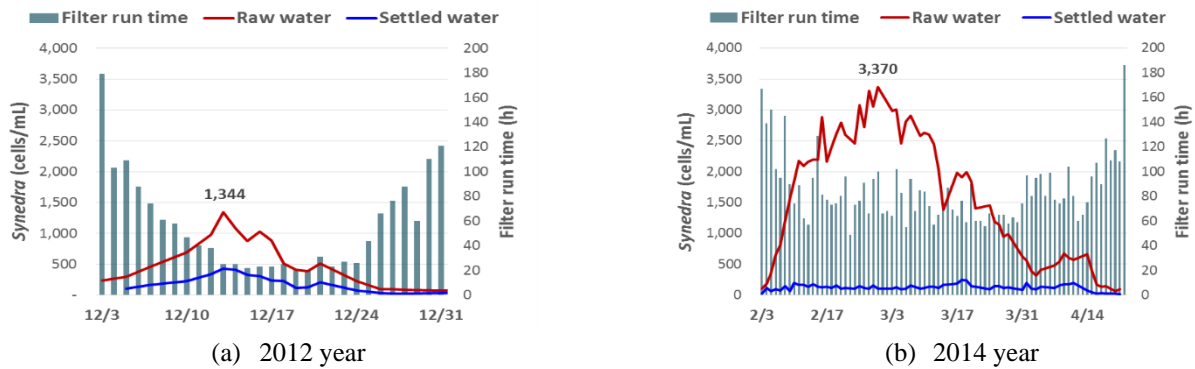 Filter run time Raw water Settled water
4,000 200
3,500 180
3,000 160
2,500 140
2,000 120
1,500 100
1,000 80
500 60
- 40
20
0
Synedra (cells/mL)
Filter run time (h)
1,344
12/3 12/10 12/17 12/24 12/31
(a) 2012 year
Filter run time Raw water Settled water
4,000 200
3,500 180
3,000 160
2,500 140
2,000 120
1,500 100
1,000 80
500 60
0 40
20
0
Synedra (cells/mL)
Filter run time (h)
3,370
2/3 2/17 3/3 3/17 3/31 4/14
(b) 2014 year